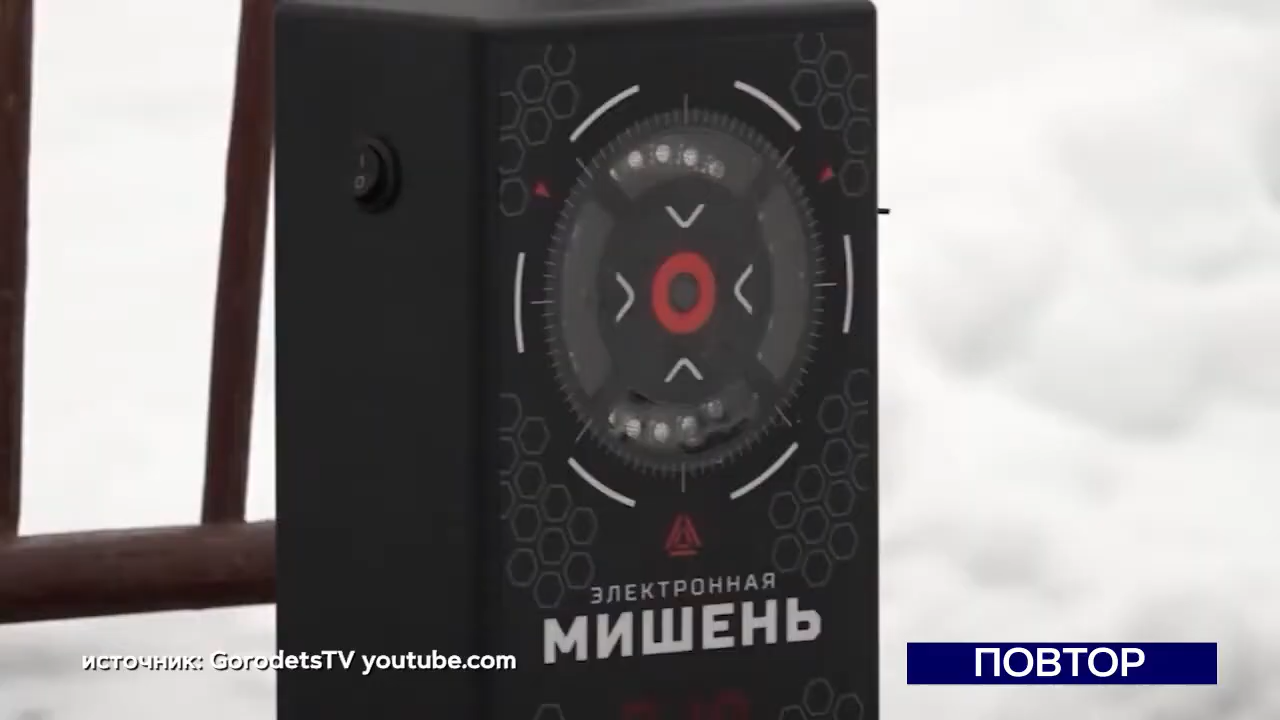 ЭЛЕКТРОННАЯ
МИШЕНЬ
источник: GorodetsTV youtube.com
ПОВТОР